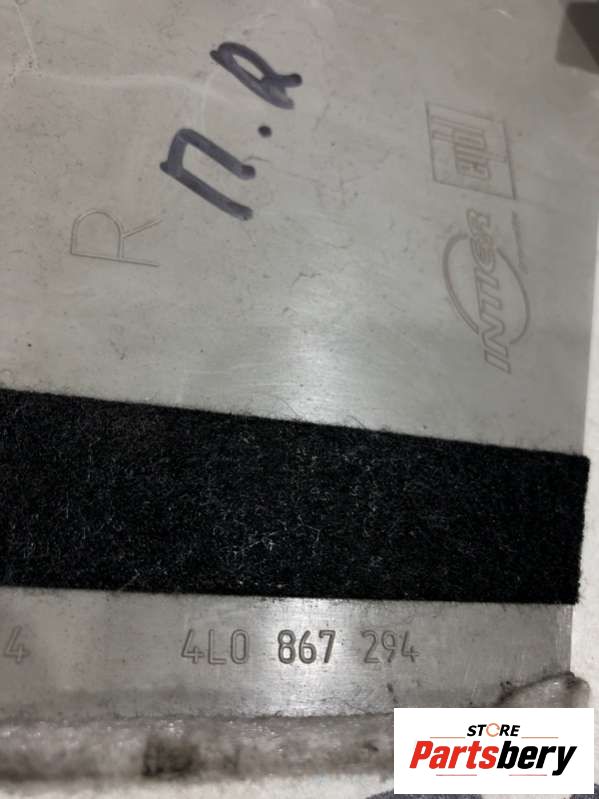 П.R
R
INTIER
4
4L0 867 294
STORE
Partsbery